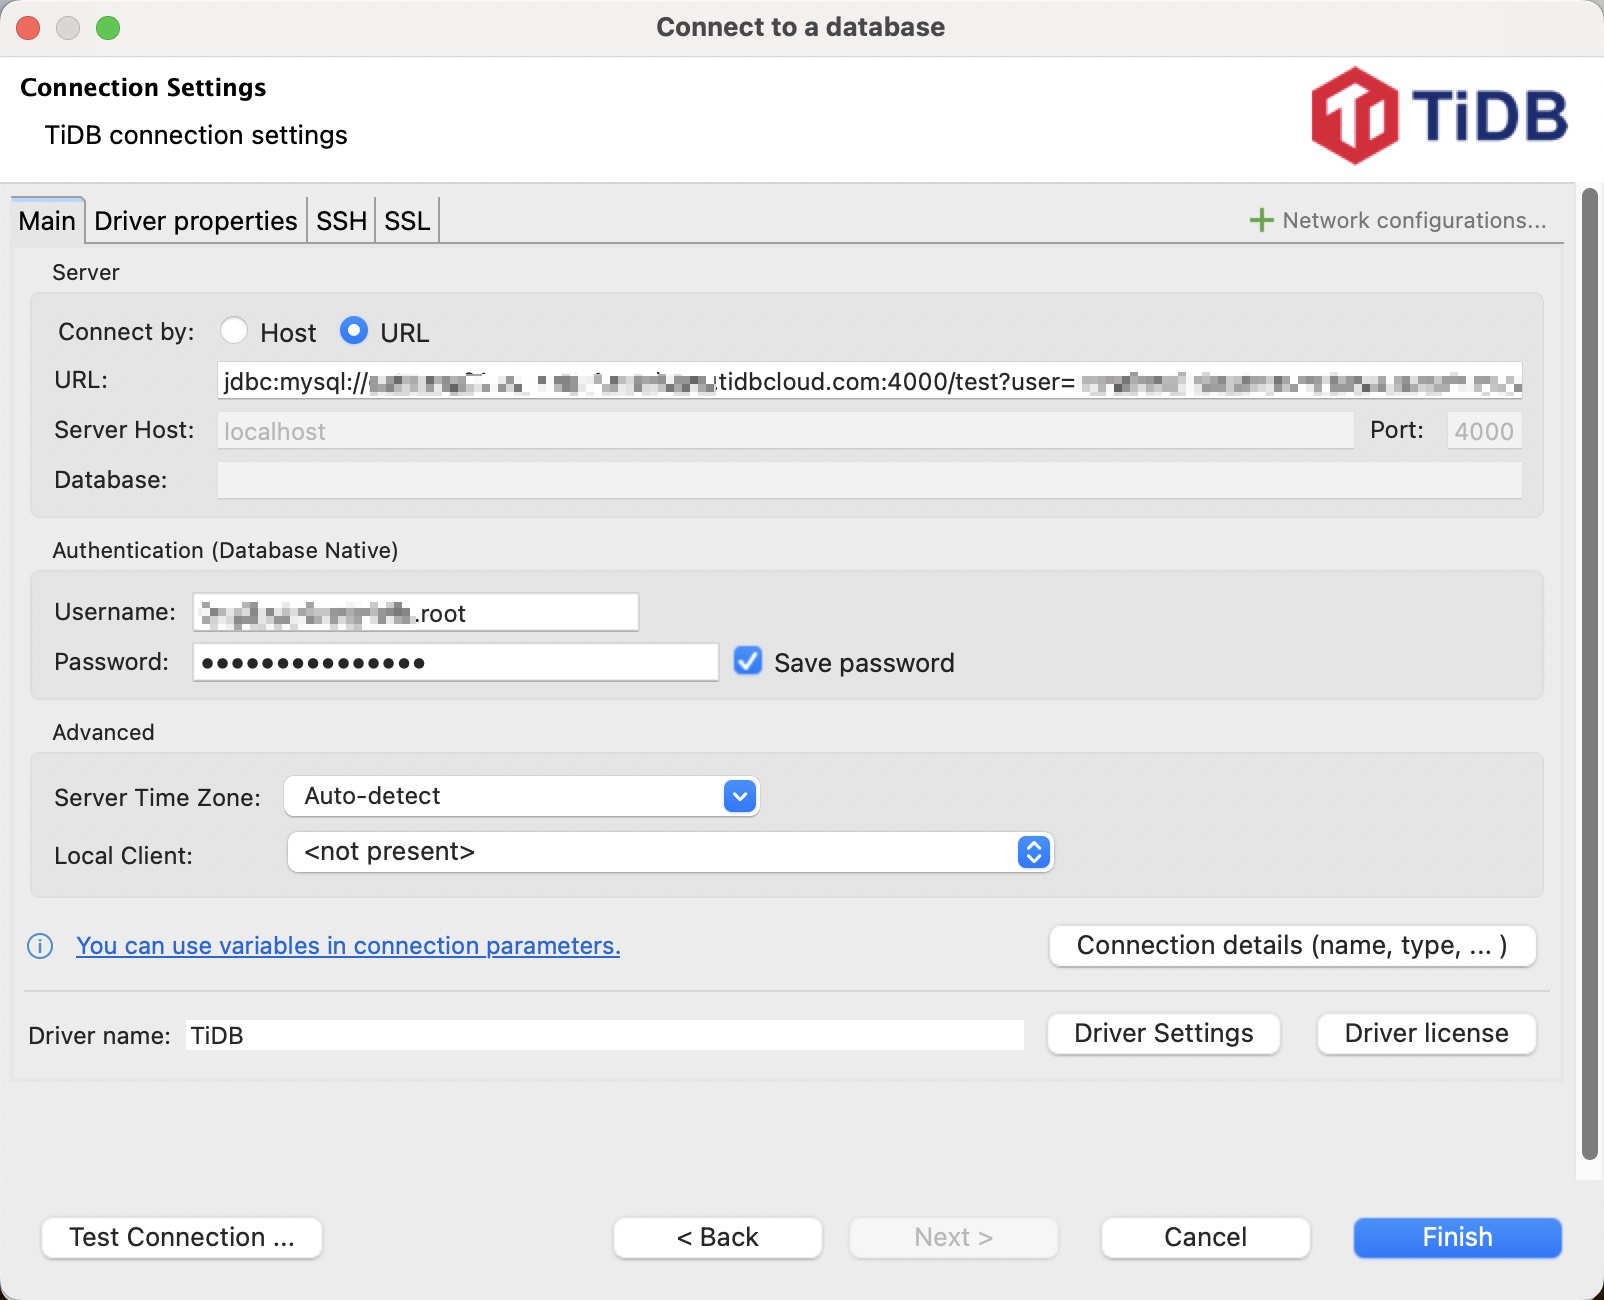 Connect to a database
Connection Settings
TiDB connection settings
TiDB
Main Driver properties SSH SSL Network configurations...
Server
Connect by: Host URL
URL: jdbc:mysql:// .tidbcloud.com:4000/test?user=
Server Host: localhost Port: 4000
Database:
Authentication (Database Native)
Username: .root
Password: •••••••••••••••  Save password
Advanced
Server Time Zone: Auto-detect
Local Client: <not present>
You can use variables in connection parameters. Connection details (name, type, ... )
Driver name: TiDB Driver Settings Driver license
Test Connection ... < Back Next > Cancel Finish